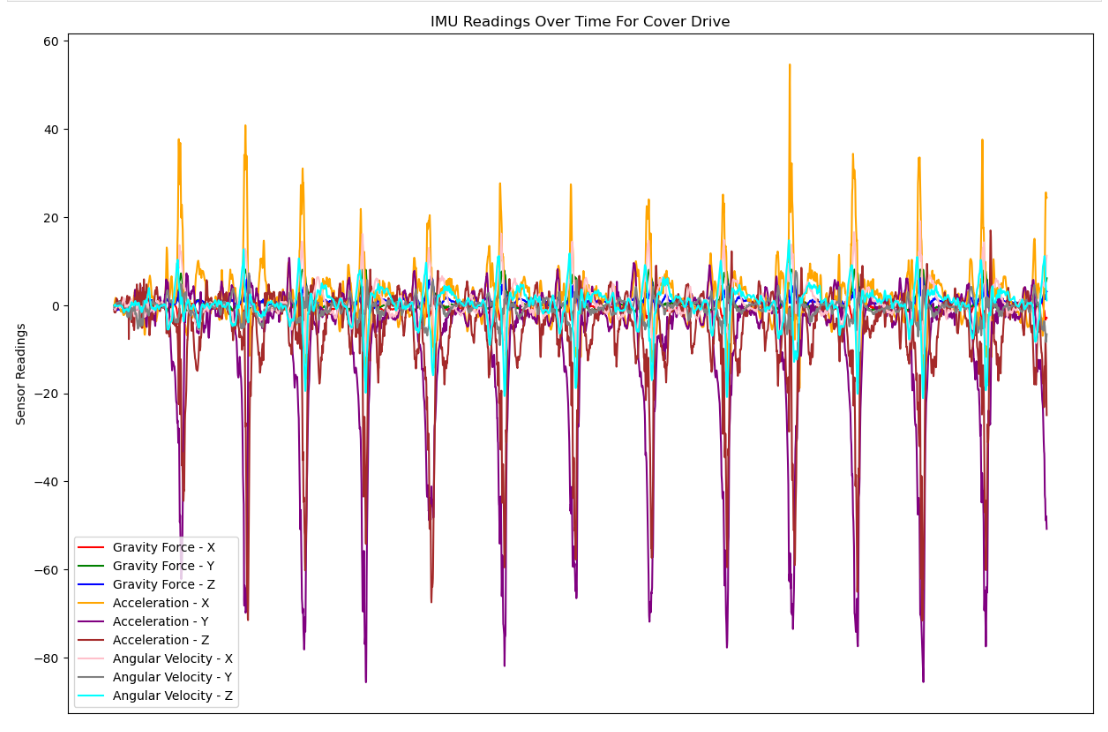 IMU Readings Over Time For Cover Drive
60
40
20
0
−20
−40
−60
−80
Sensor Readings
Gravity Force - X
Gravity Force - Y
Gravity Force - Z
Acceleration - X
Acceleration - Y
Acceleration - Z
Angular Velocity - X
Angular Velocity - Y
Angular Velocity - Z